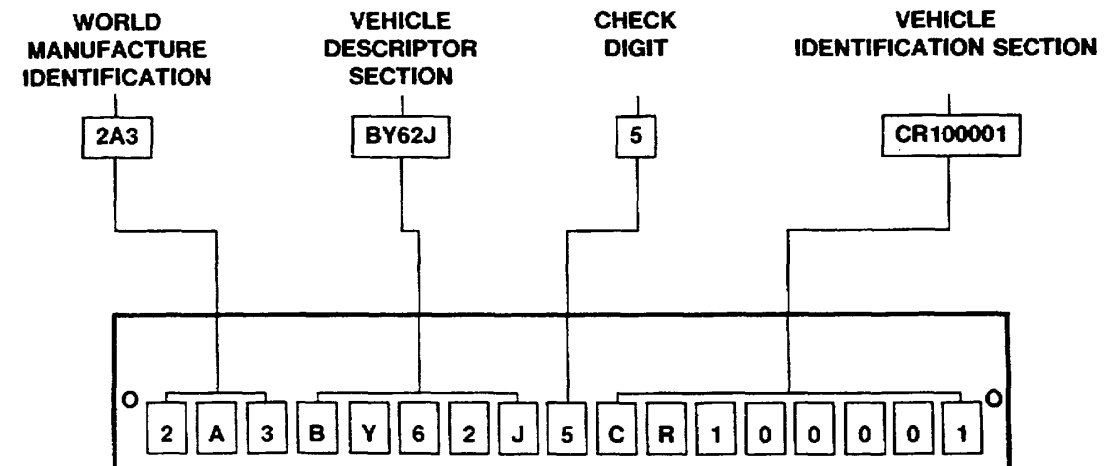 WORLD
MANUFACTURE
IDENTIFICATION
VEHICLE
DESCRIPTOR
SECTION
CHECK
DIGIT
VEHICLE
IDENTIFICATION SECTION
2A3
BY62J
5
CR100001
2 A 3 B Y 6 2 J 5 C R 1 0 0 0 0 1